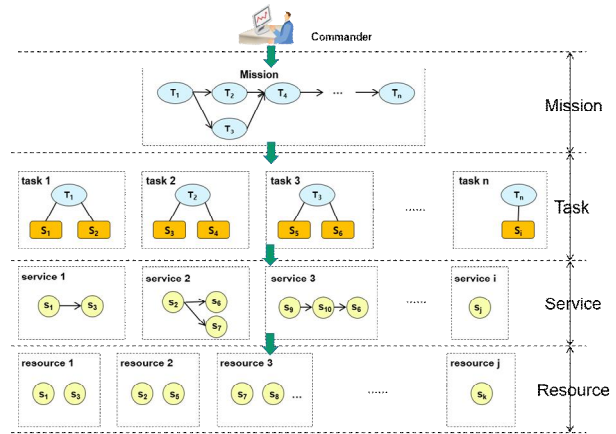 Commander
Mission
T1 T2 T4 ... Tn
T3
Mission
task 1 task 2 task 3 task n
T1 T2 T3 ...... Tn
S1 S2 S3 S4 S5 S6 Si
Task
service 1 service 2 service 3 service i
s1 s3 s2 s6 s7 s9 s10 s6 ...... sj
Service
resource 1 resource 2 resource 3 resource j
s1 s3 s2 s5 s7 s8 ... ...... sk
Resource